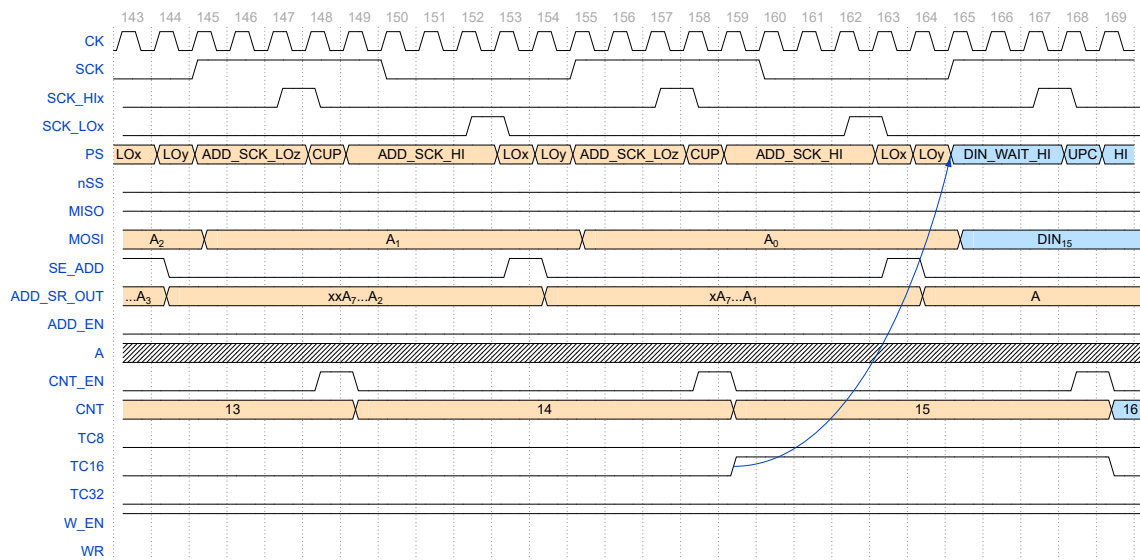 143 144 145 146 147 148 149 150 151 152 153 154 155 156 157 158 159 160 161 162 163 164 165 166 167 168 169
CK
SCK
SCK_HIx
SCK_LOx
PS LOx LOy ADD_SCK_LOz CUP ADD_SCK_HI LOx LOy ADD_SCK_LOz CUP ADD_SCK_HI LOx LOy DIN_WAIT_HI UPC HI
nSS
MISO
MOSI A₂ A₁ A₀ DIN₁₅
SE_ADD
ADD_SR_OUT ...A₃ xxA₇...A₂ xA₇...A₁ A
ADD_EN
A
CNT_EN
CNT 13 14 15 16
TC8
TC16
TC32
W_EN
WR